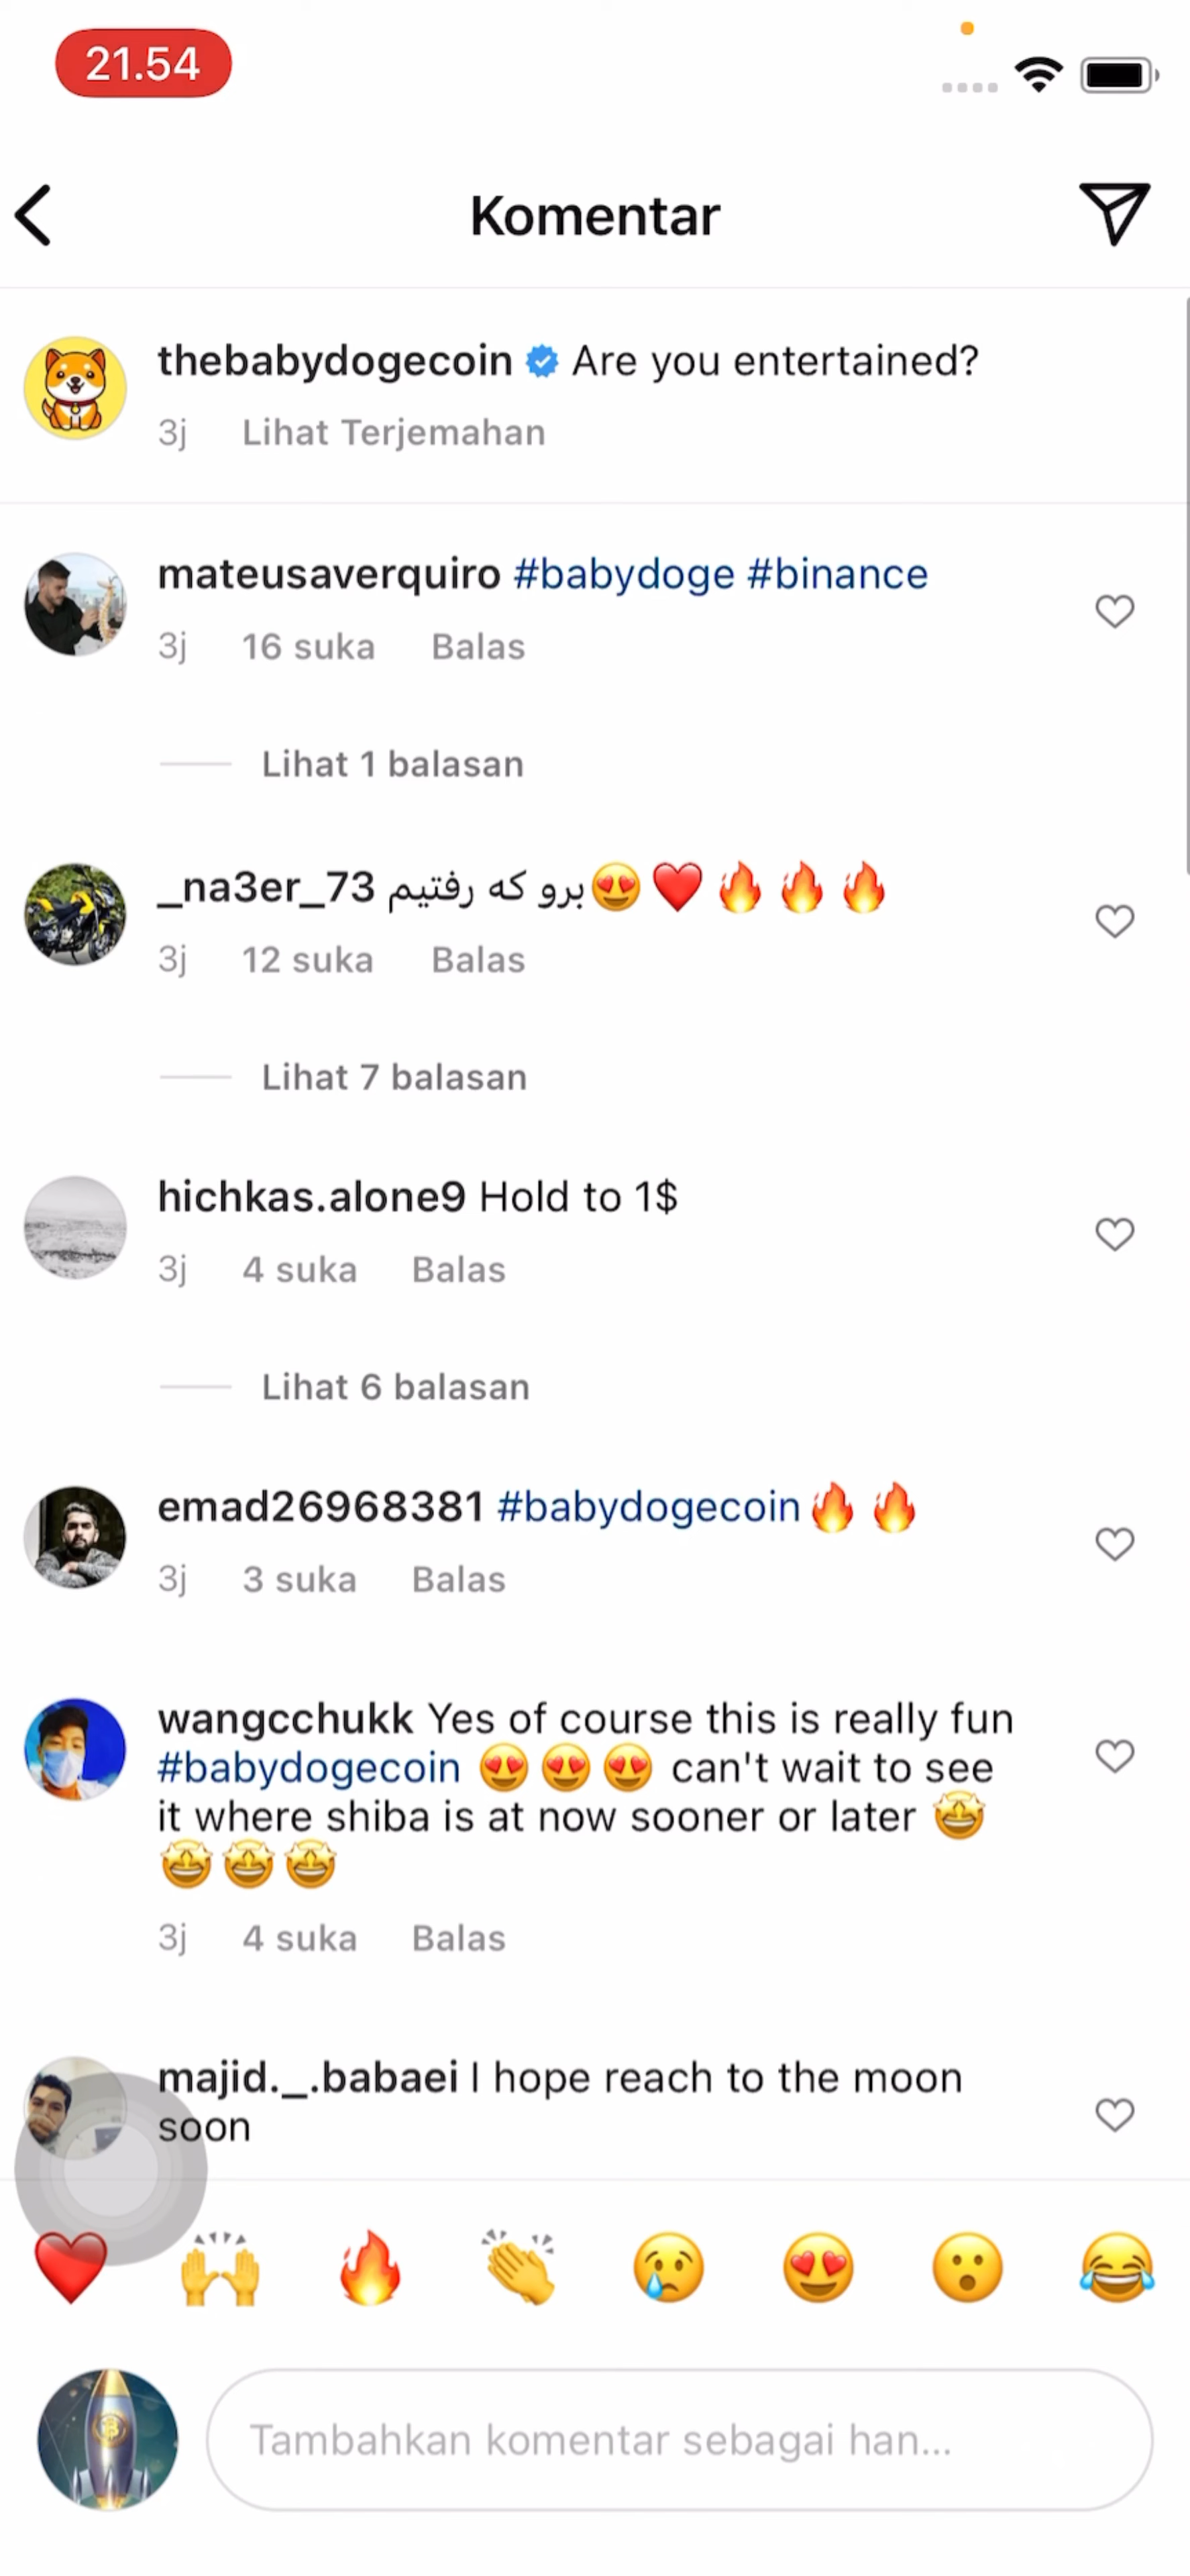 21.54
Komentar
thebabydogecoin Are you entertained?
3j Lihat Terjemahan
mateusaverquiro #babydoge #binance
3j 16 suka Balas
Lihat 1 balasan
_na3er_73 برو که رفتیم😍❤️🔥🔥🔥
3j 12 suka Balas
Lihat 7 balasan
hichkas.alone9 Hold to 1$
3j 4 suka Balas
Lihat 6 balasan
emad26968381 #babydogecoin🔥🔥
3j 3 suka Balas
wangcchukk Yes of course this is really fun
#babydogecoin 😍😍😍 can't wait to see
it where shiba is at now sooner or later 🤩
🤩🤩🤩
3j 4 suka Balas
majid._.babaei I hope reach to the moon
soon
❤️🙌🔥👏😢😍😮😂
Tambahkan komentar sebagai han...